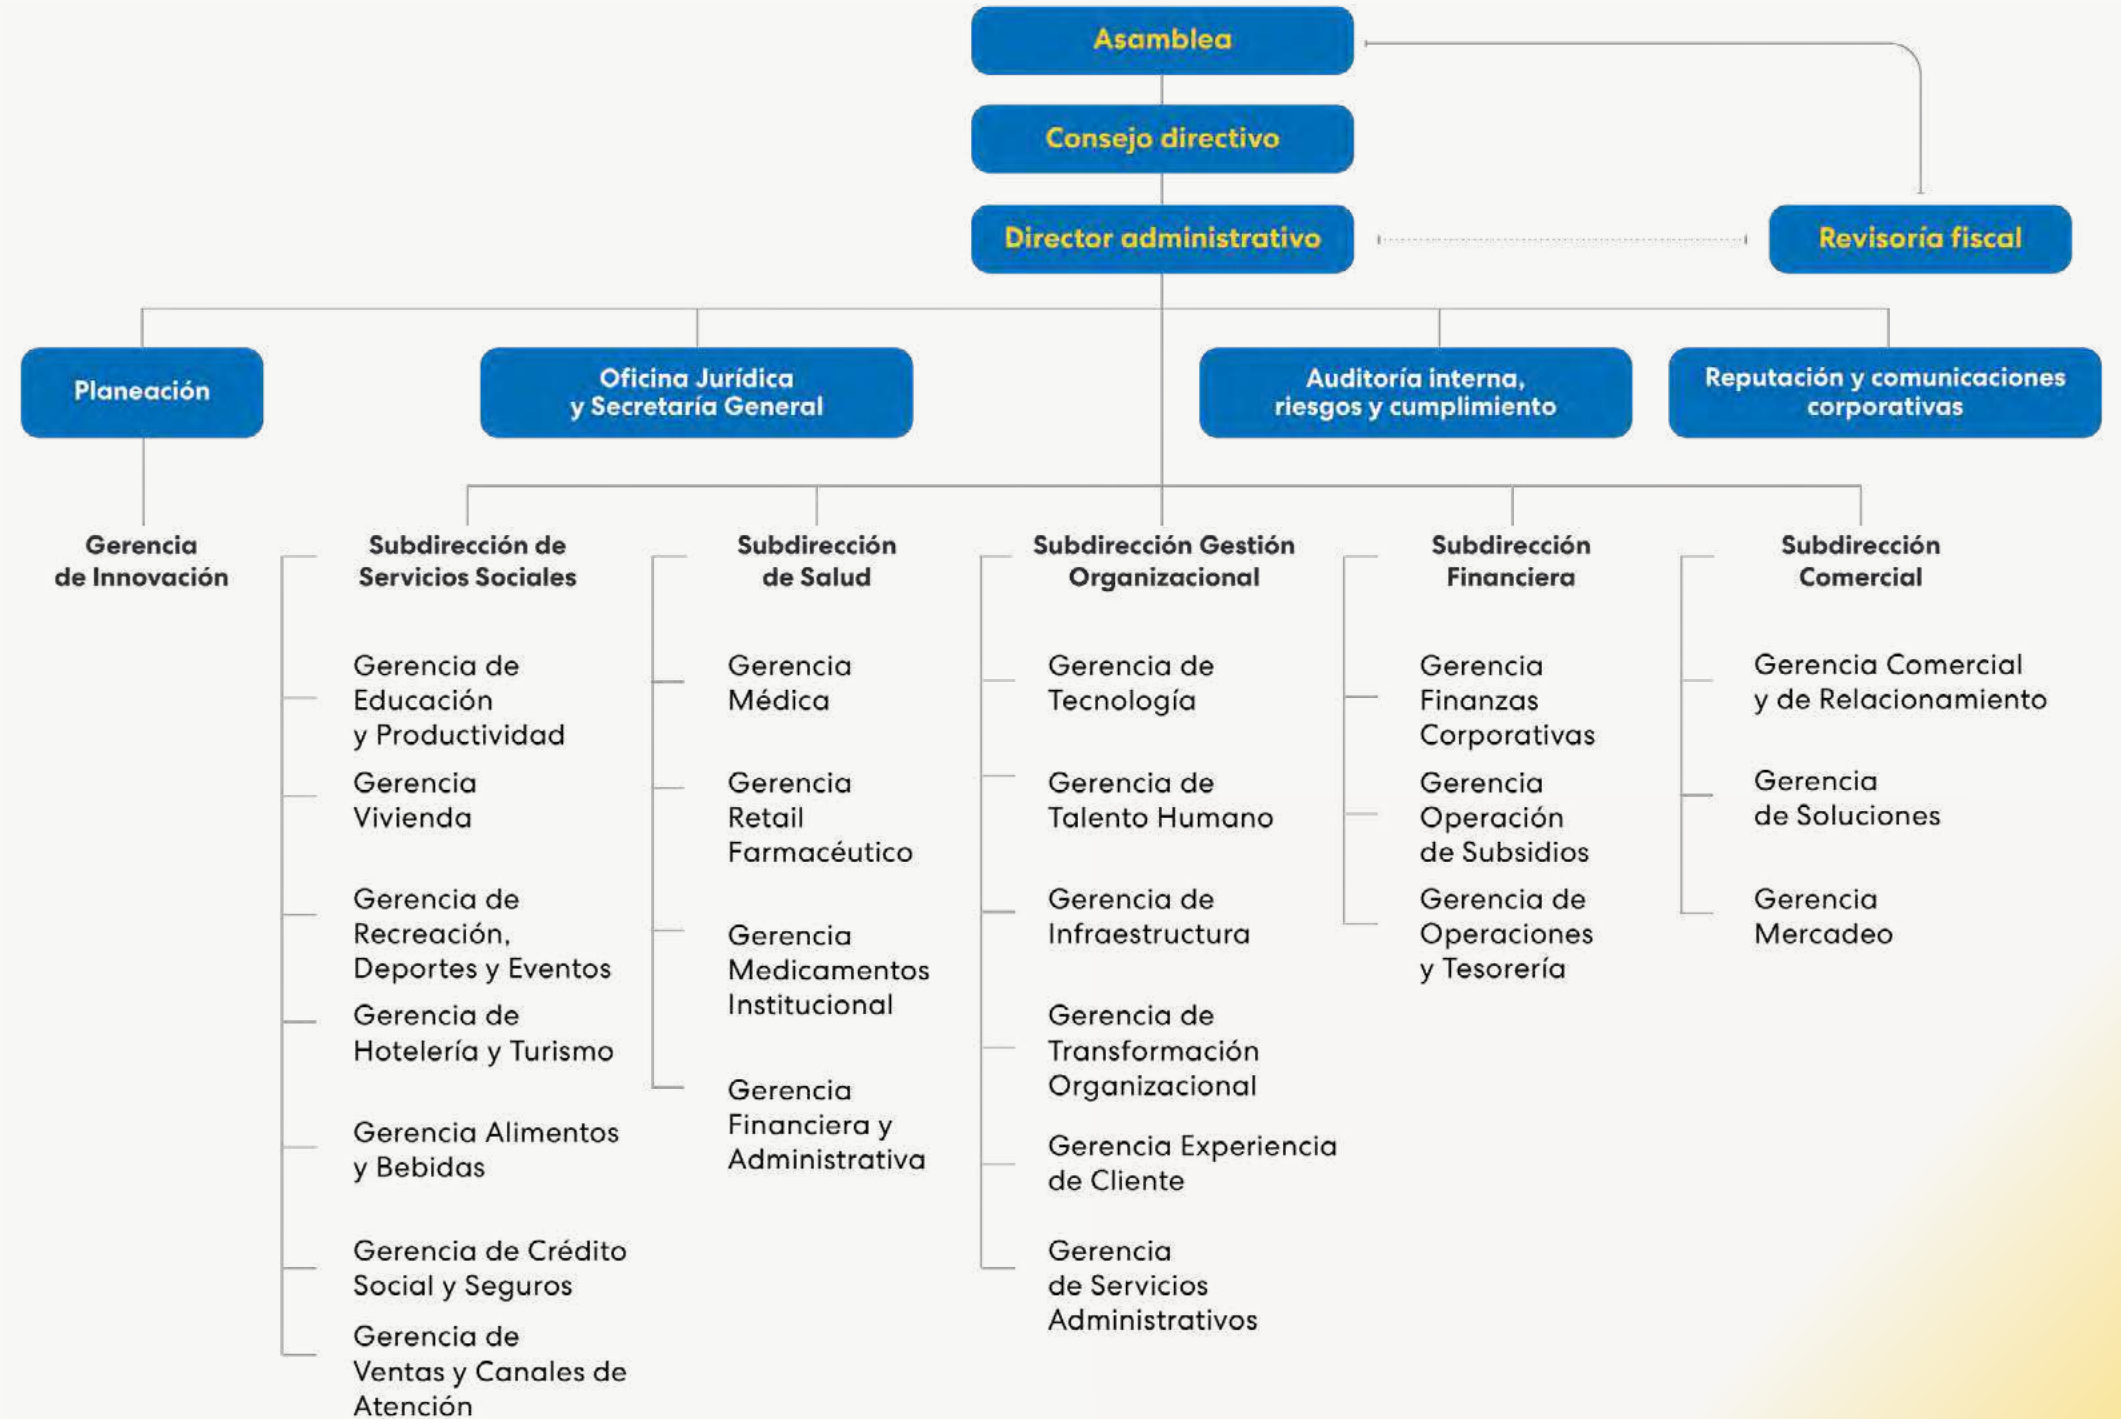 Asamblea
Consejo directivo
Director administrativo
Revisoría fiscal
Planeación
Oficina Jurídica
y Secretaría General
Auditoría interna,
riesgos y cumplimiento
Reputación y comunicaciones
corporativas
Gerencia
de Innovación
Subdirección de
Servicios Sociales
Gerencia de
Educación
y Productividad
Gerencia
Vivienda
Gerencia de
Recreación,
Deportes y Eventos
Gerencia de
Hotelería y Turismo
Gerencia Alimentos
y Bebidas
Gerencia de Crédito
Social y Seguros
Gerencia de
Ventas y Canales de
Atención
Subdirección
de Salud
Gerencia
Médica
Gerencia
Retail
Farmacéutico
Gerencia
Medicamentos
Institucional
Gerencia
Financiera y
Administrativa
Subdirección Gestión
Organizacional
Gerencia de
Tecnología
Gerencia de
Talento Humano
Gerencia de
Infraestructura
Gerencia de
Transformación
Organizacional
Gerencia Experiencia
de Cliente
Gerencia
de Servicios
Administrativos
Subdirección
Financiera
Gerencia
Finanzas
Corporativas
Gerencia
Operación
de Subsidios
Gerencia de
Operaciones
y Tesorería
Subdirección
Comercial
Gerencia Comercial
y de Relacionamiento
Gerencia
de Soluciones
Gerencia
Mercadeo